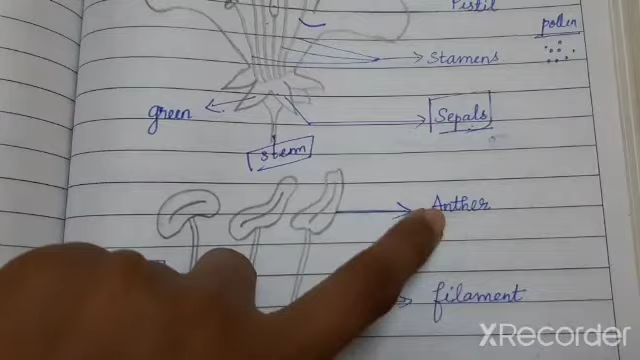 Pistil
pollen
Stamens
green
Sepals
stem
Anther
filament
XRecorder